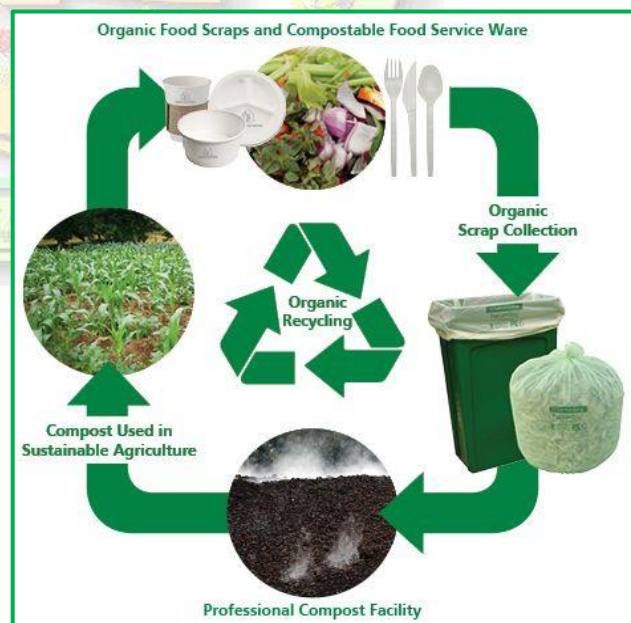 Organic Food Scraps and Compostable Food Service Ware
Organic
Scrap Collection
Organic
Recycling
Compost Used in
Sustainable Agriculture
Professional Compost Facility